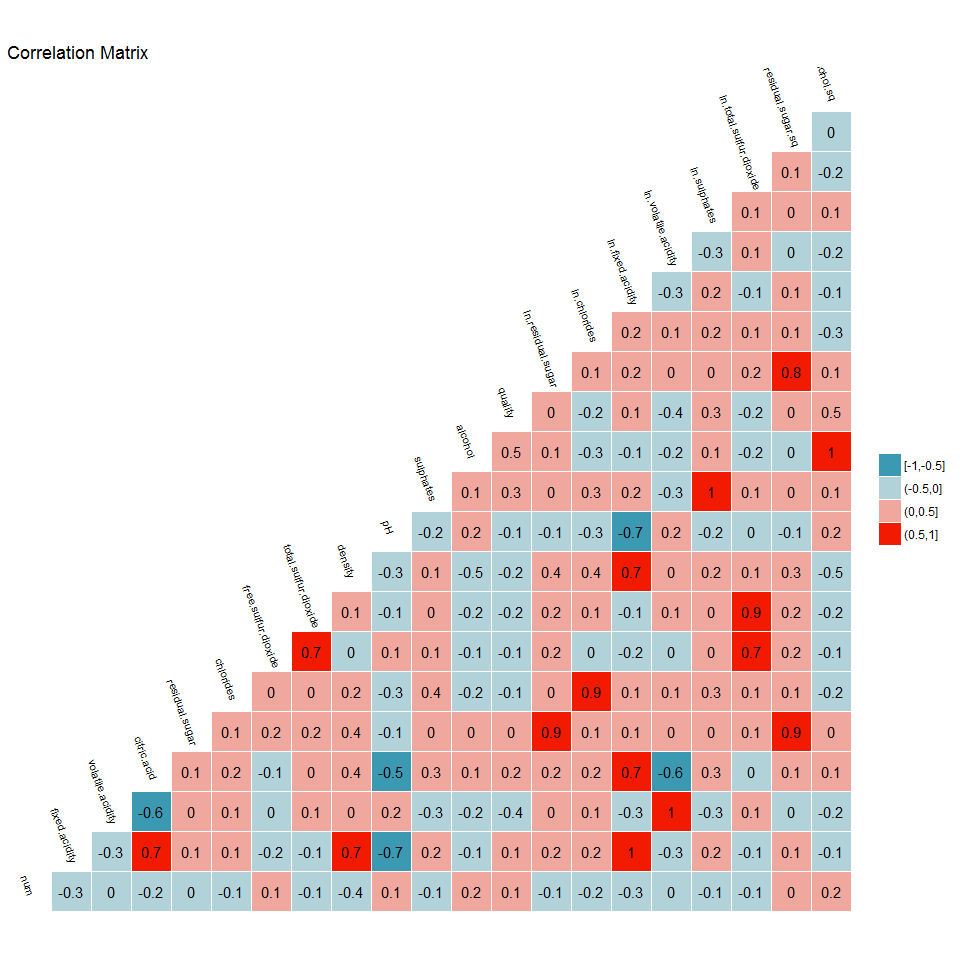 Correlation Matrix
ohol.sq
0
residual.sugar.sq
0.1 -0.2
ln.total.sulfur.dioxide
0.1 0 0.1
ln.sulphates
-0.3 0.1 0 -0.2
ln.volatile.acidity
-0.3 0.2 -0.1 0.1 -0.1
ln.fixed.acidity
0.2 0.1 0.2 0.1 0.1 -0.3
ln.chlorides
0.1 0.2 0 0 0.2 0.8 0.1
ln.residual.sugar
0 -0.2 0.1 -0.4 0.3 -0.2 0 0.5
quality
0.5 0.1 -0.3 -0.1 -0.2 0.1 -0.2 0 1
alcohol
0.1 0.3 0 0.3 0.2 -0.3 1 0.1 0 0.1
sulphates
-0.2 0.2 -0.1 -0.1 -0.3 -0.7 0.2 -0.2 0 -0.1 0.2
pH
-0.3 0.1 -0.5 -0.2 0.4 0.4 0.7 0 0.2 0.1 0.3 -0.5
density
0.1 -0.1 0 -0.2 -0.2 0.2 0.1 -0.1 0.1 0 0.9 0.2 -0.2
total.sulfur.dioxide
0.7 0 0.1 0.1 -0.1 -0.1 0.2 0 -0.2 0 0 0.7 0.2 -0.1
free.sulfur.dioxide
0 0 0.2 -0.3 0.4 -0.2 -0.1 0 0.9 0.1 0.1 0.3 0.1 0.1 -0.2
chlorides
0.1 0.2 0.2 0.4 -0.1 0 0 0 0.9 0.1 0.1 0 0 0.1 0.9 0
residual.sugar
0.1 0.2 -0.1 0 0.4 -0.5 0.3 0.1 0.2 0.2 0.2 0.7 -0.6 0.3 0 0.1 0.1
citric.acid
-0.6 0 0.1 0 0.1 0 0.2 -0.3 -0.2 -0.4 0 0.1 -0.3 1 -0.3 0.1 0 -0.2
volatile.acidity
-0.3 0.7 0.1 0.1 -0.2 -0.1 0.7 -0.7 0.2 -0.1 0.1 0.2 0.2 1 -0.3 0.2 -0.1 0.1 -0.1
fixed.acidity
-0.3 0 -0.2 0 -0.1 0.1 -0.1 -0.4 0.1 -0.1 0.2 0.1 -0.1 -0.2 -0.3 0 -0.1 -0.1 0 0.2
num
[-1,-0.5]
(-0.5,0]
(0,0.5]
(0.5,1]